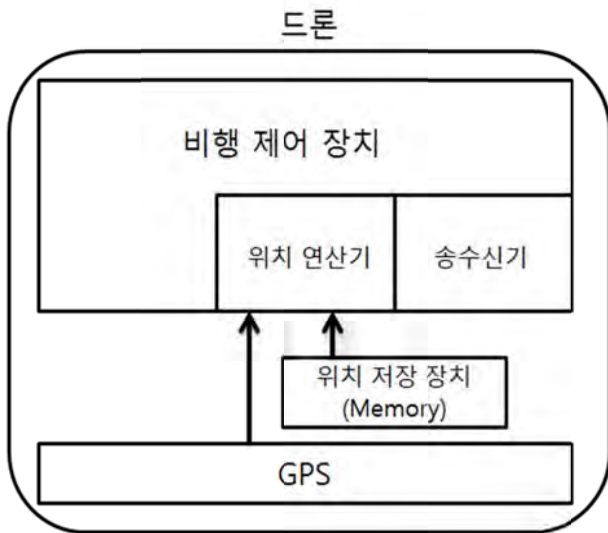 드론
비행 제어 장치
위치 연산기
송수신기
위치 저장 장치
(Memory)
GPS